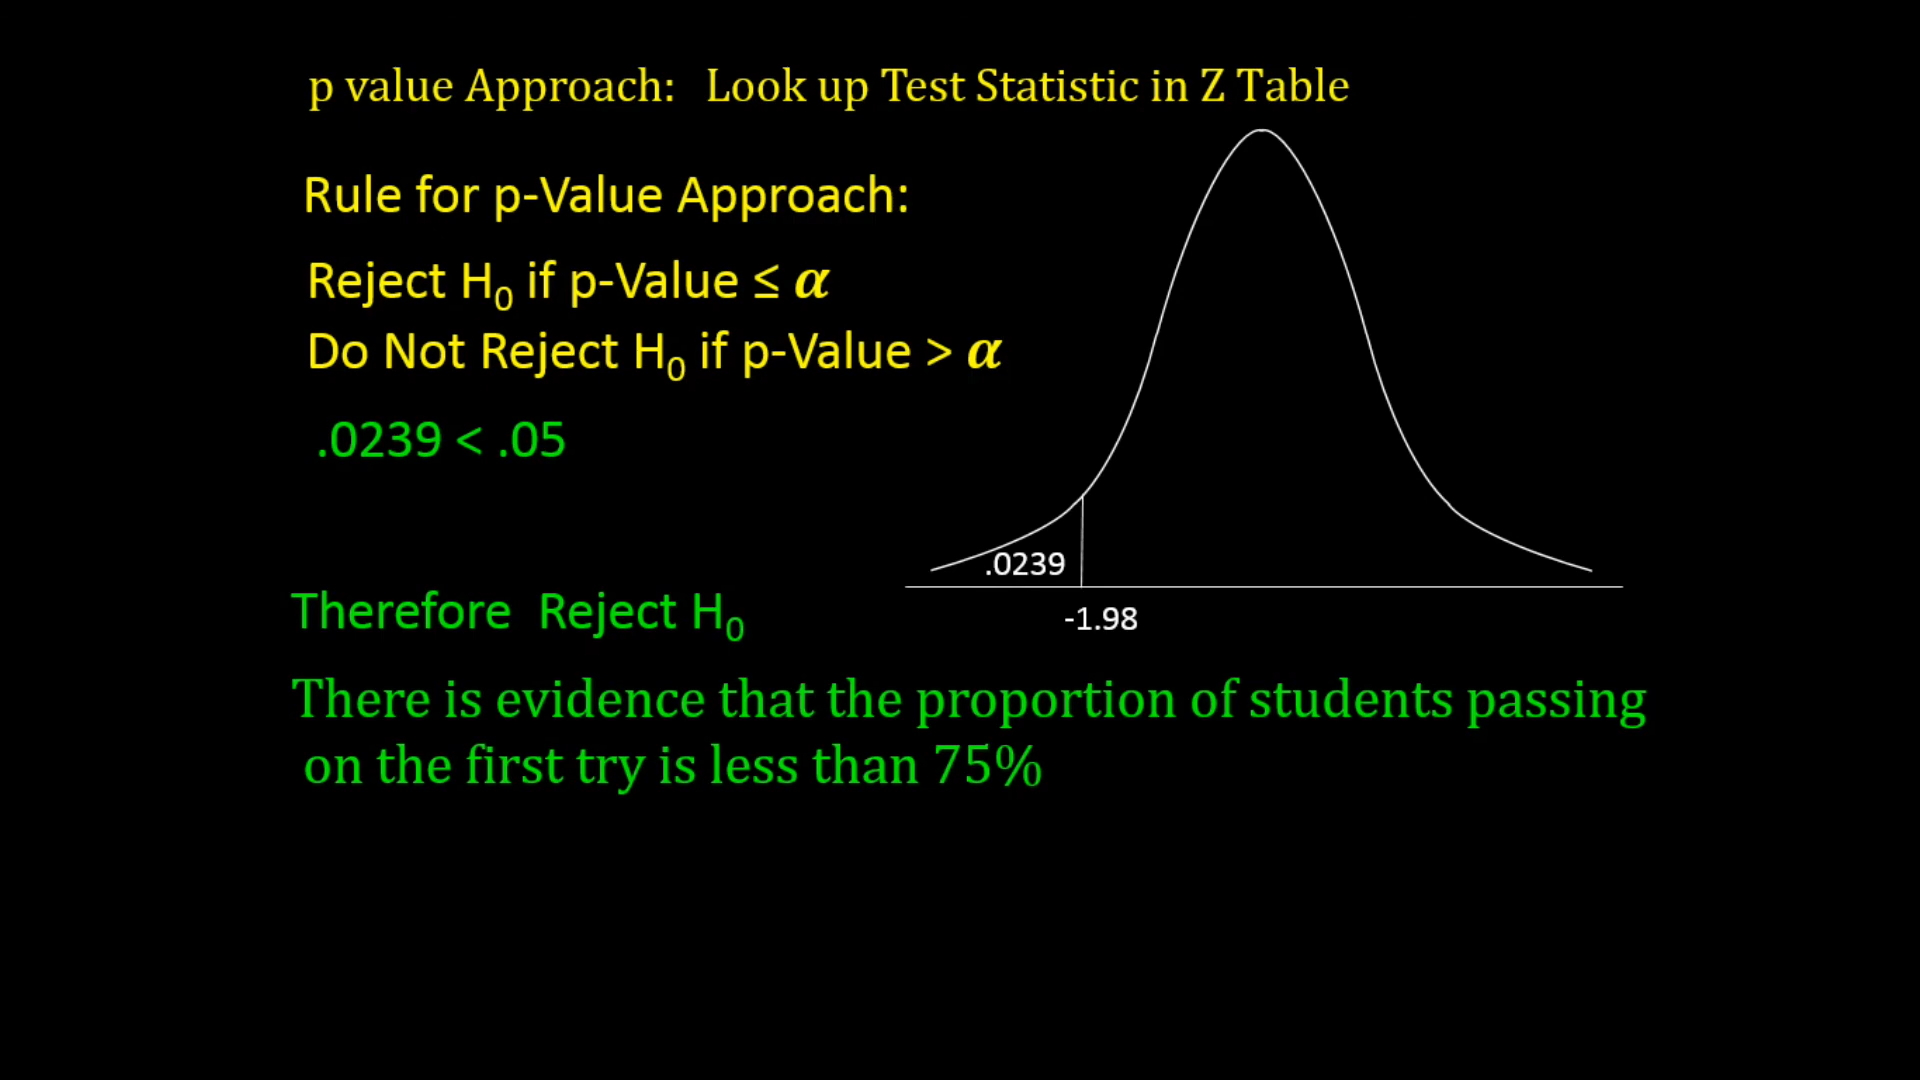 p value Approach: Look up Test Statistic in Z Table
Rule for p-Value Approach:
Reject H₀ if p-Value ≤ α
Do Not Reject H₀ if p-Value > α
.0239 < .05
.0239
-1.98
Therefore Reject H₀
There is evidence that the proportion of students passing
on the first try is less than 75%